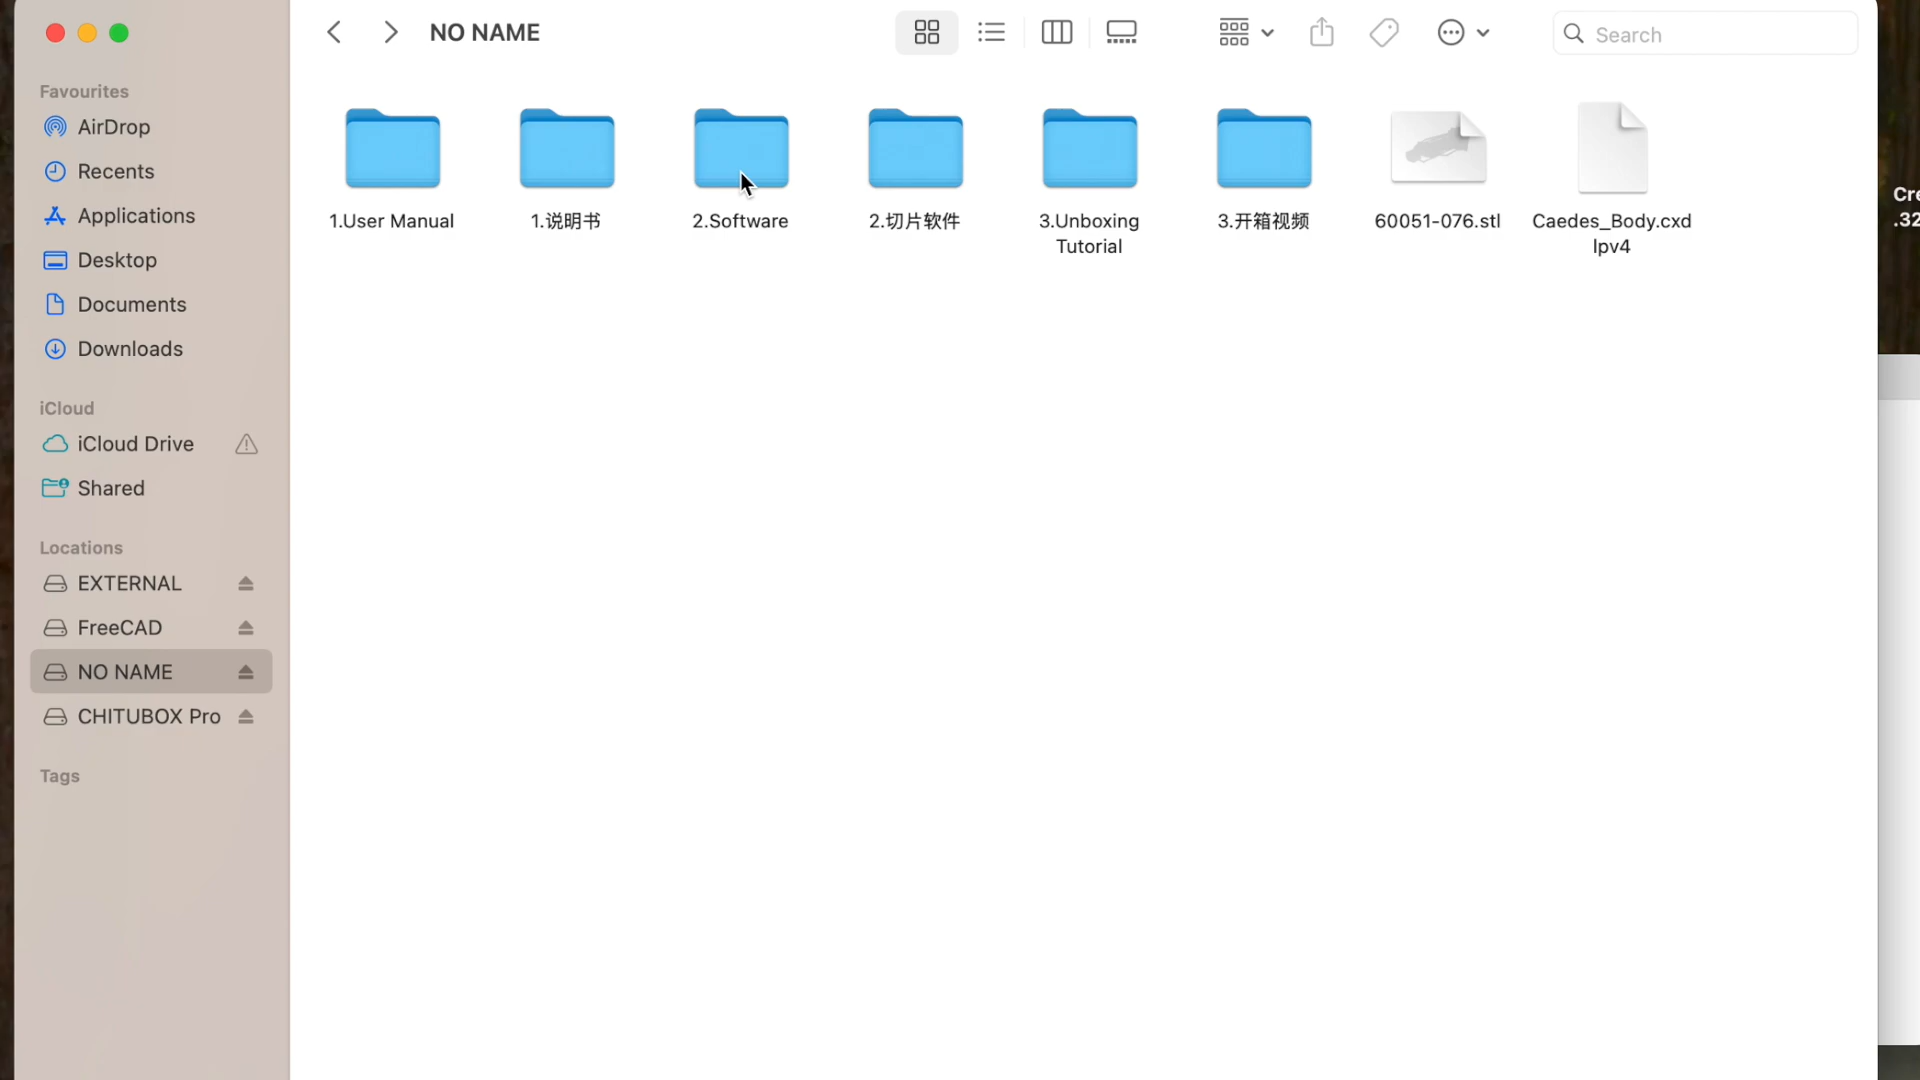 NO NAME
Search
Favourites
AirDrop
Recents
Applications
Desktop
Documents
Downloads
iCloud
iCloud Drive
Shared
Locations
EXTERNAL
FreeCAD
NO NAME
CHITUBOX Pro
Tags
1.User Manual
1.说明书
2.Software
2.切片软件
3.Unboxing
Tutorial
3.开箱视频
60051-076.stl
Caedes_Body.cxd
lpv4
Cre
.32